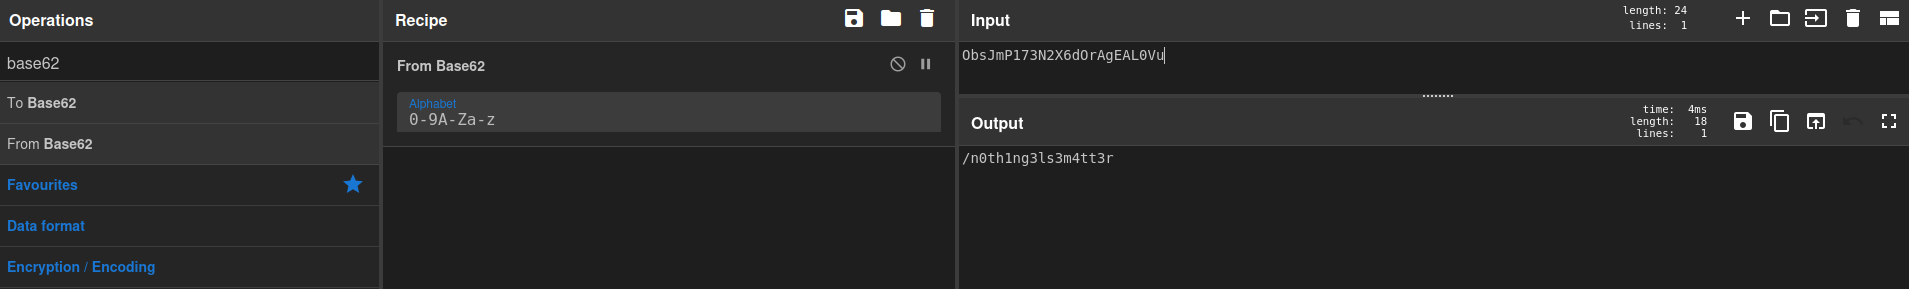 Operations
base62
To Base62
From Base62
Favourites
Data format
Encryption / Encoding
Recipe
From Base62
Alphabet
0-9A-Za-z
Input
length: 24
lines: 1
ObsJmP173N2X6dOrAgEAL0Vu
Output
time: 4ms
length: 18
lines: 1
/n0th1ng3ls3m4tt3r